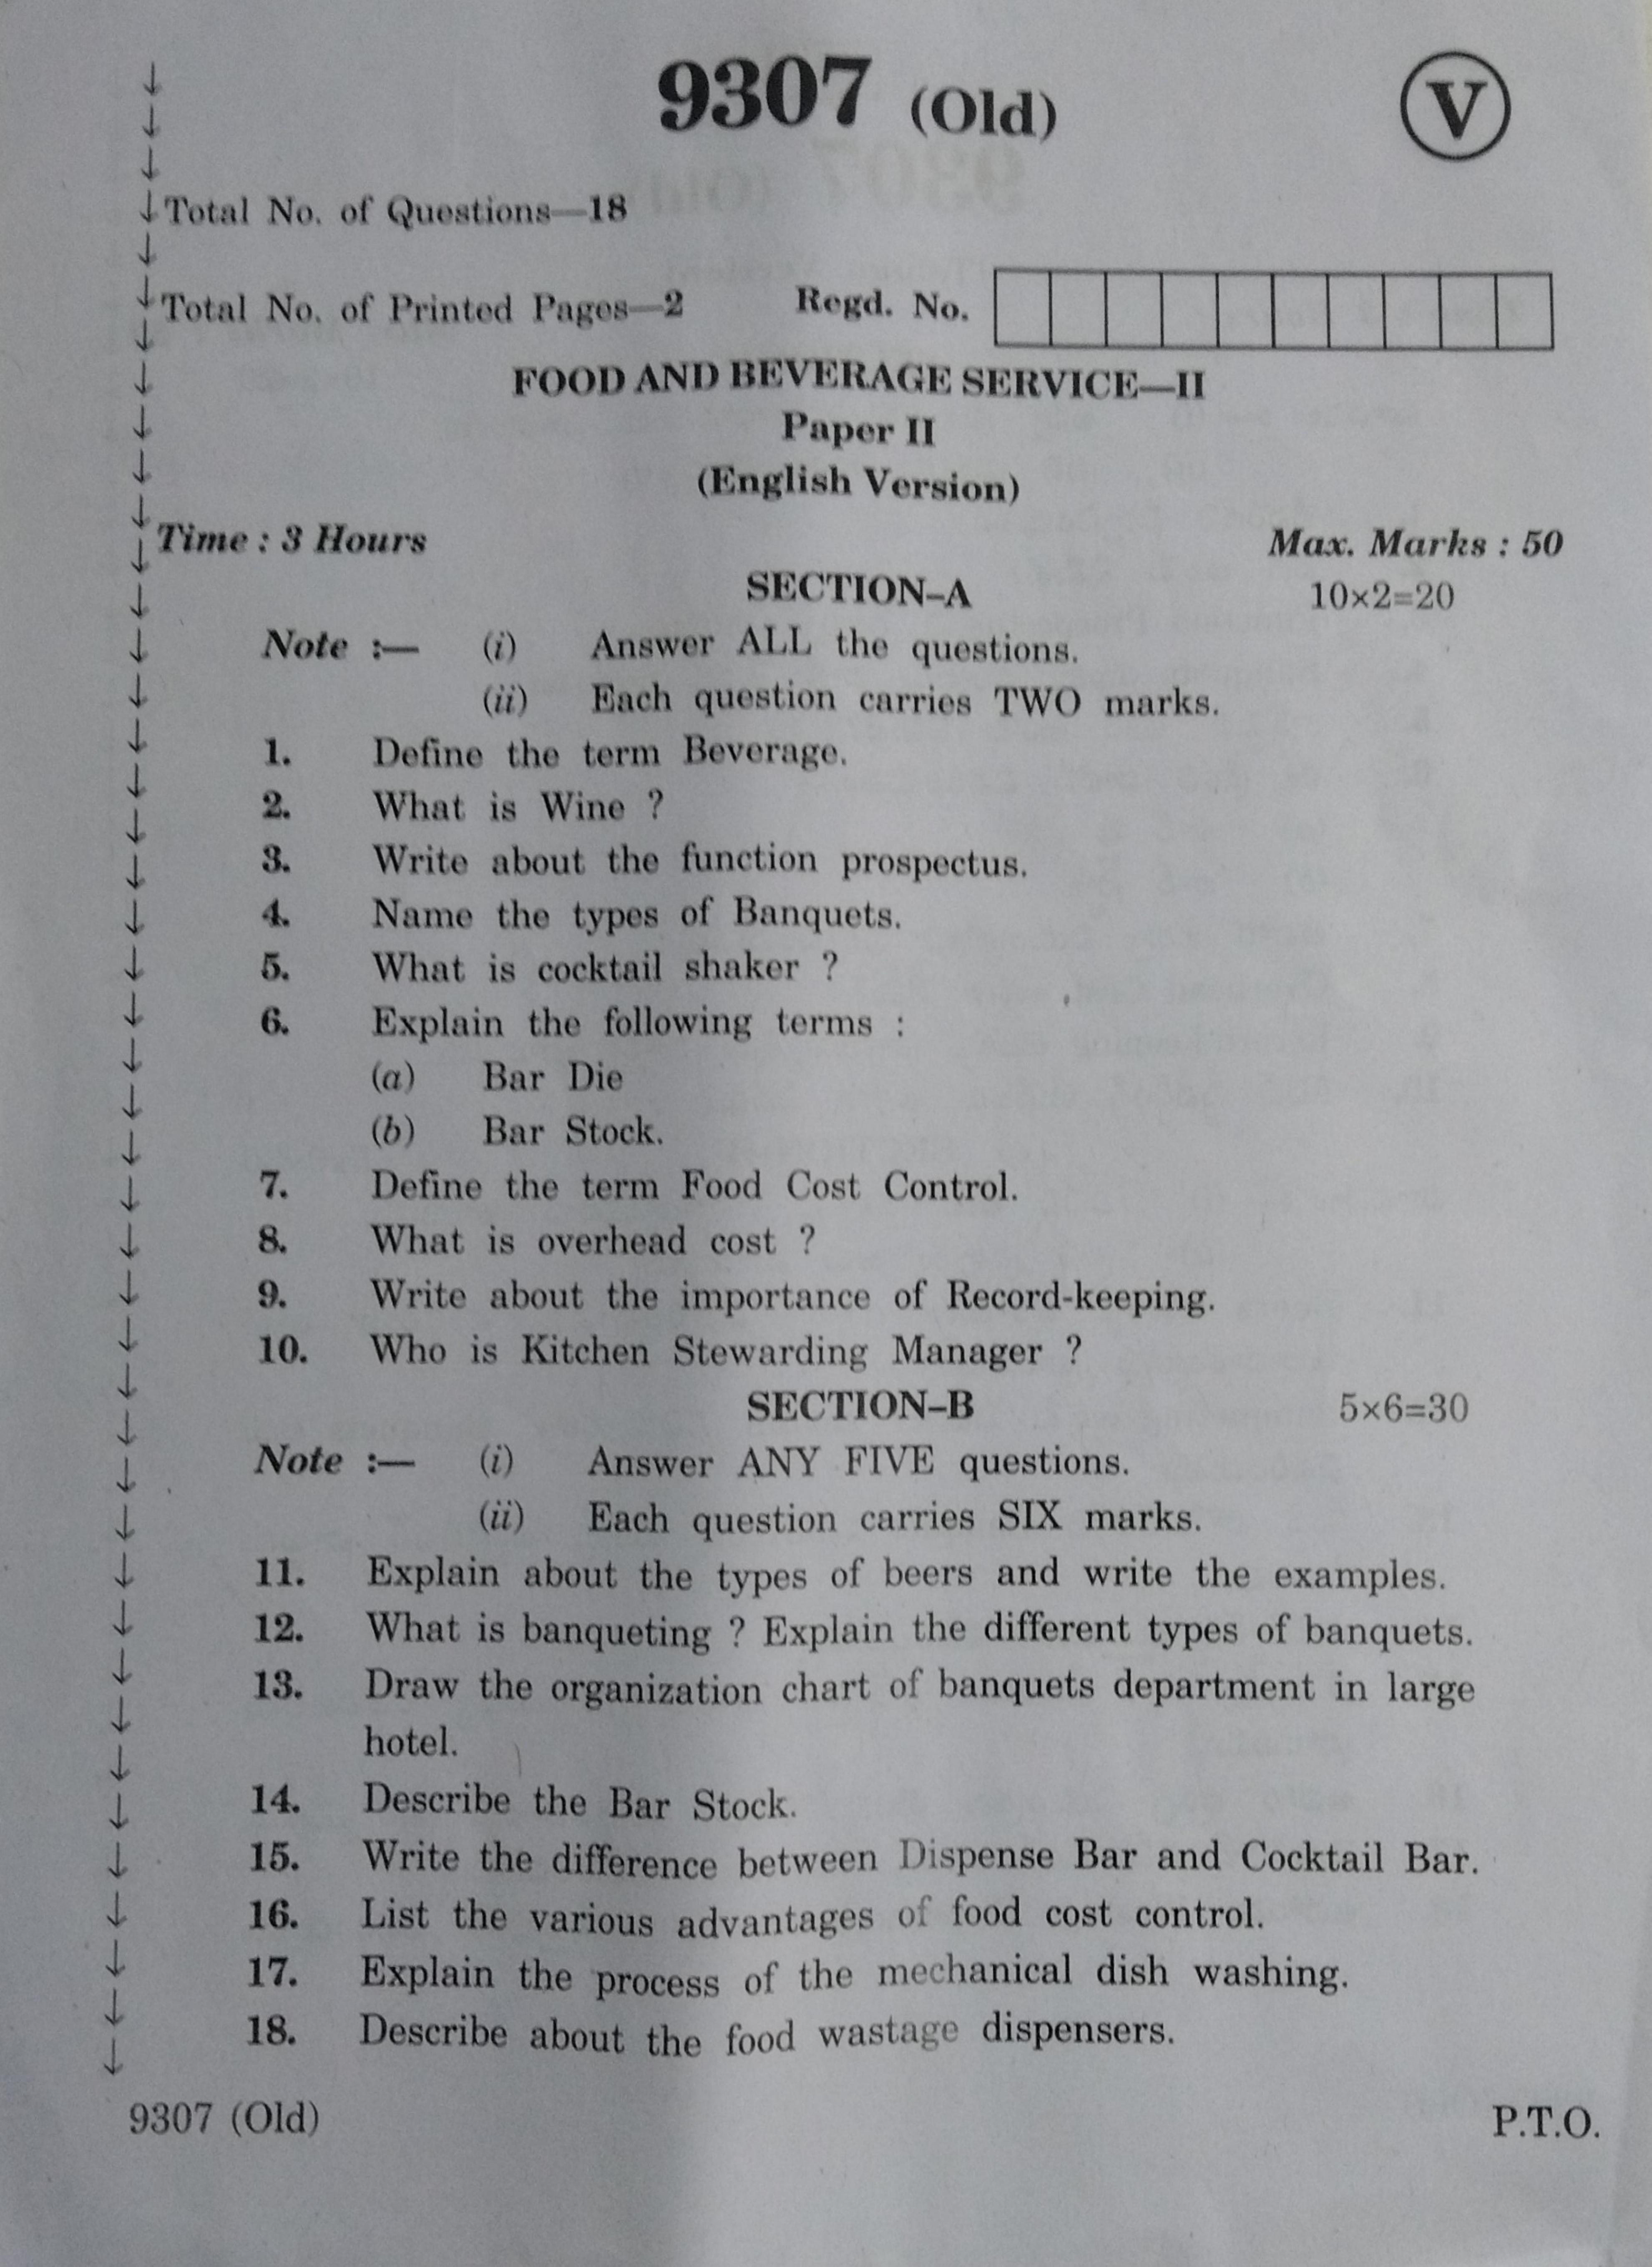 9307 (Old)
V
Total No. of Questions—18
Total No. of Printed Pages—2 Regd. No.
FOOD AND BEVERAGE SERVICE—II
Paper II
(English Version)
Time : 3 Hours Max. Marks : 50
SECTION–A 10×2=20
Note :— (i) Answer ALL the questions.
(ii) Each question carries TWO marks.
1. Define the term Beverage.
2. What is Wine ?
3. Write about the function prospectus.
4. Name the types of Banquets.
5. What is cocktail shaker ?
6. Explain the following terms :
(a) Bar Die
(b) Bar Stock.
7. Define the term Food Cost Control.
8. What is overhead cost ?
9. Write about the importance of Record-keeping.
10. Who is Kitchen Stewarding Manager ?
SECTION–B 5×6=30
Note :— (i) Answer ANY FIVE questions.
(ii) Each question carries SIX marks.
11. Explain about the types of beers and write the examples.
12. What is banqueting ? Explain the different types of banquets.
13. Draw the organization chart of banquets department in large
hotel.
14. Describe the Bar Stock.
15. Write the difference between Dispense Bar and Cocktail Bar.
16. List the various advantages of food cost control.
17. Explain the process of the mechanical dish washing.
18. Describe about the food wastage dispensers.
9307 (Old) P.T.O.